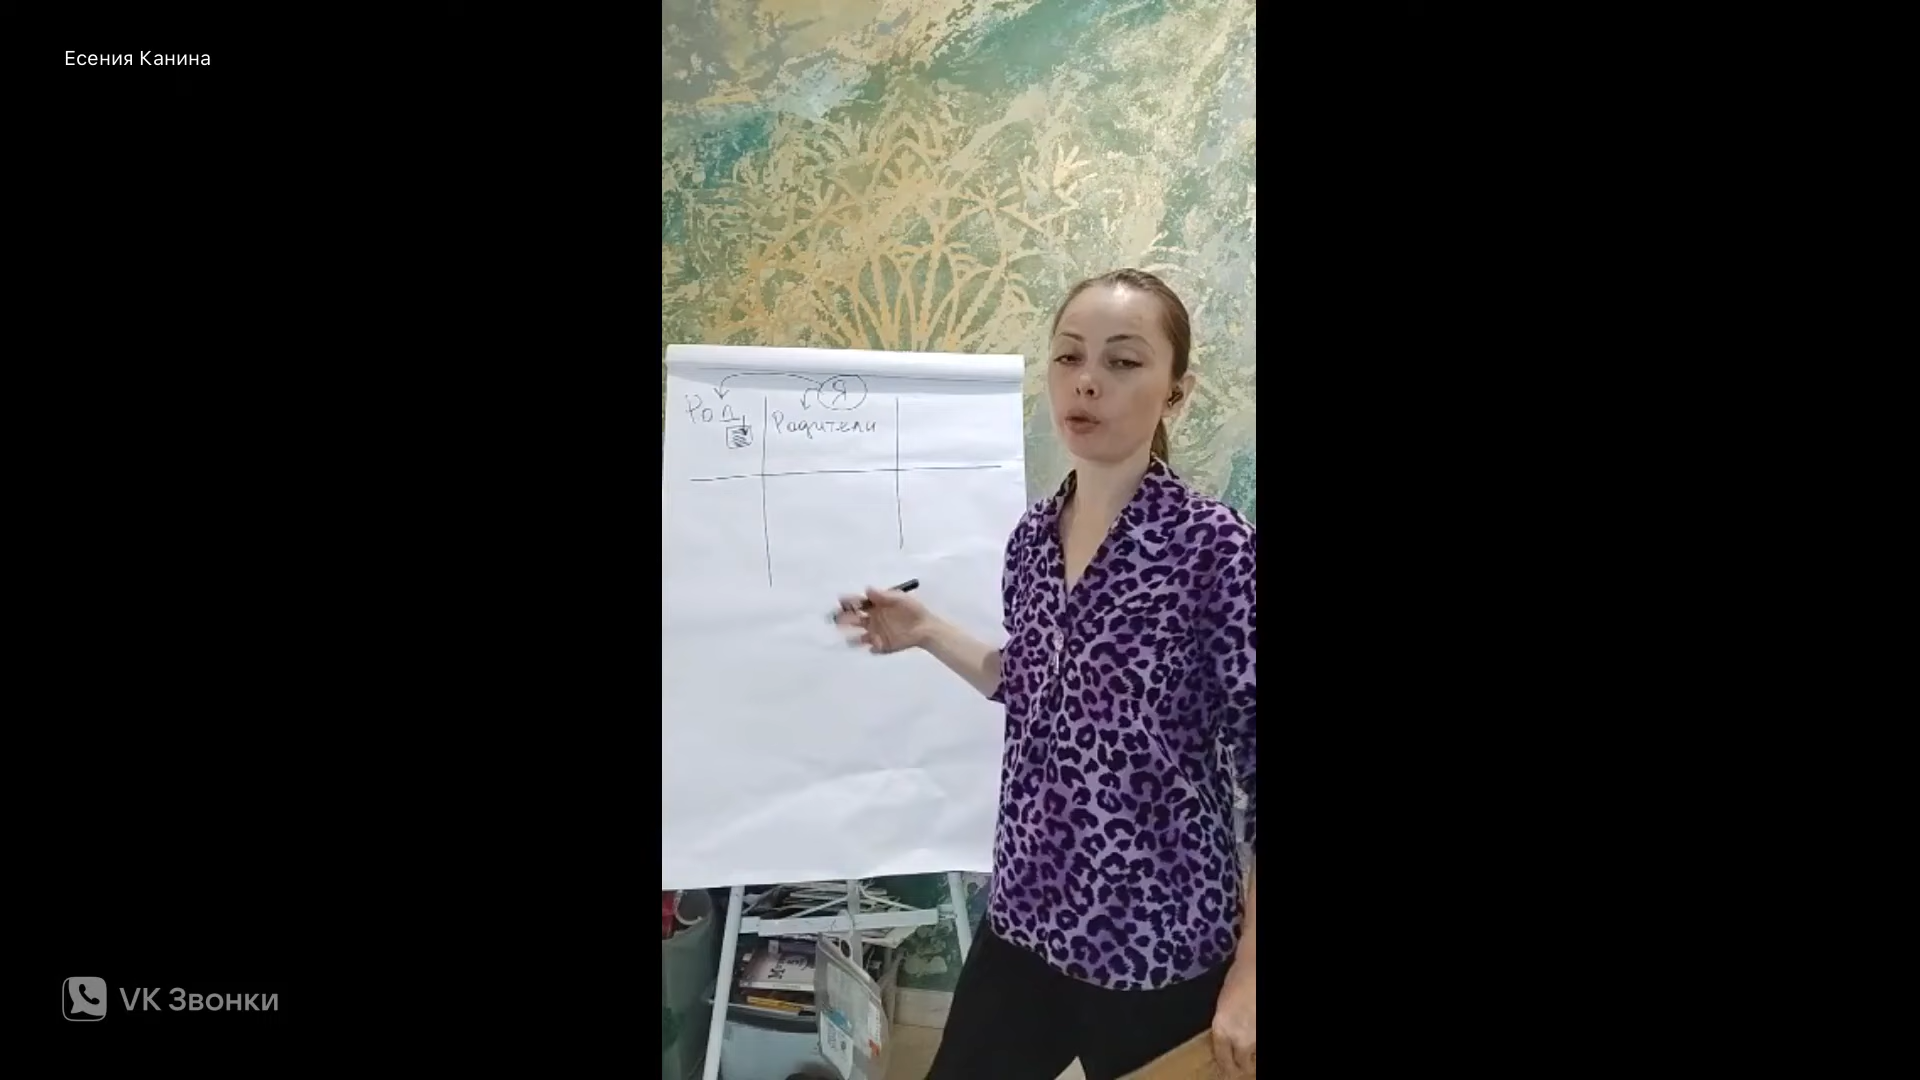 Есения Канина
Я
Род
Родители
VK Звонки